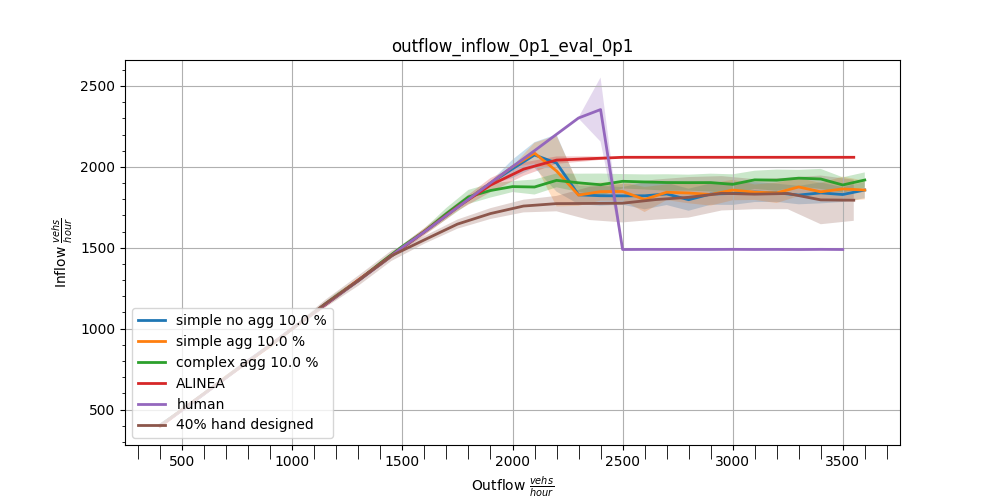 outflow_inflow_0p1_eval_0p1
2500
2000
1500
1000
500
Inflow vehs/hour
simple no agg 10.0 %
simple agg 10.0 %
complex agg 10.0 %
ALINEA
human
40% hand designed
500 1000 1500 2000 2500 3000 3500
Outflow vehs/hour